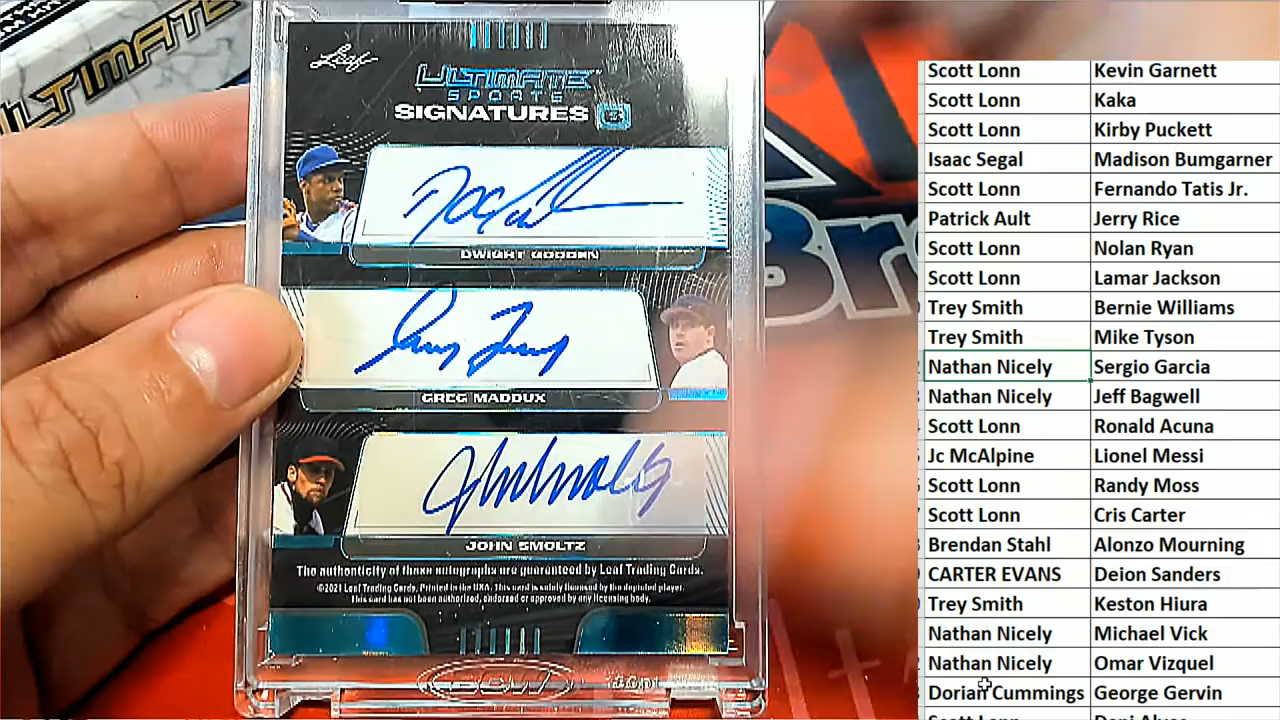 ULTIMATE
Leaf
ULTIMATE
SPORTS
SIGNATURES
DWIGHT GOODEN
GREG MADDUX
JOHN SMOLTZ
The authenticity of these autographs are guaranteed by Leaf Trading Cards.
©2021 Leaf Trading Cards. Printed in the USA. This card is solely licensed by the depicted player.
This card has not been authorized, endorsed or approved by any licensing body.
BCW
Br
Scott Lonn Kevin Garnett
Scott Lonn Kaka
Scott Lonn Kirby Puckett
Isaac Segal Madison Bumgarner
Scott Lonn Fernando Tatis Jr.
Patrick Ault Jerry Rice
Scott Lonn Nolan Ryan
Scott Lonn Lamar Jackson
Trey Smith Bernie Williams
Trey Smith Mike Tyson
Nathan Nicely Sergio Garcia
Nathan Nicely Jeff Bagwell
Scott Lonn Ronald Acuna
Jc McAlpine Lionel Messi
Scott Lonn Randy Moss
Scott Lonn Cris Carter
Brendan Stahl Alonzo Mourning
CARTER EVANS Deion Sanders
Trey Smith Keston Hiura
Nathan Nicely Michael Vick
Nathan Nicely Omar Vizquel
Dorian Cummings George Gervin
Scott Lonn Dani Alves